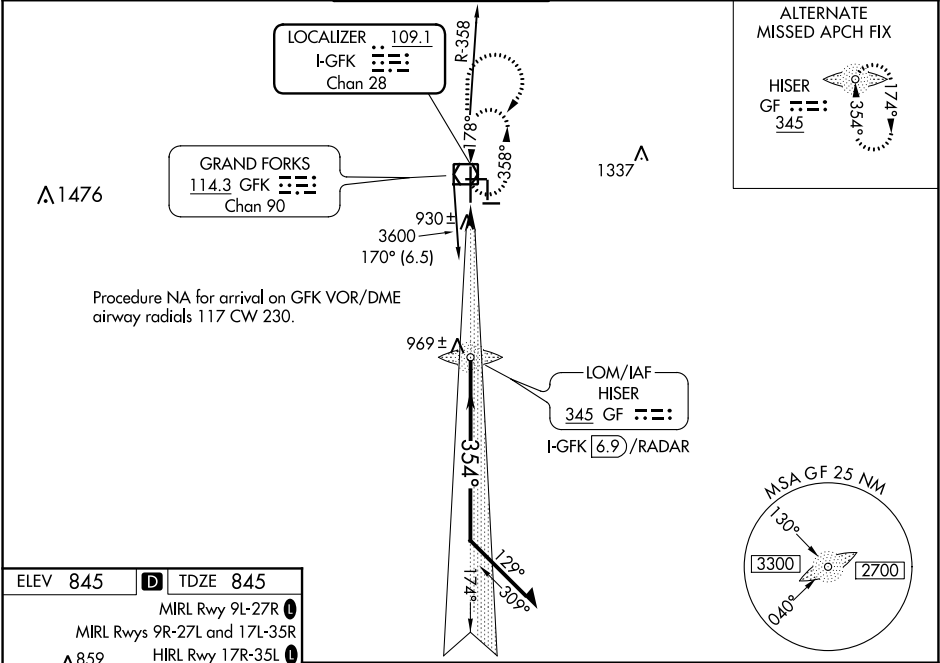 LOCALIZER 109.1
I-GFK
Chan 28
R-358
178°
358°
GRAND FORKS
114.3 GFK
Chan 90
1476
1337
930±
3600
170° (6.5)
Procedure NA for arrival on GFK VOR/DME
airway radials 117 CW 230.
969±
LOM/IAF
HISER
345 GF
I-GFK 6.9/RADAR
354°
129°
309°
174°
ALTERNATE
MISSED APCH FIX
HISER
GF
345
354°
174°
MSA GF 25 NM
130°
3300
2700
040°
ELEV 845 D TDZE 845
MIRL Rwy 9L-27R L
MIRL Rwys 9R-27L and 17L-35R
859 HIRL Rwy 17R-35L L